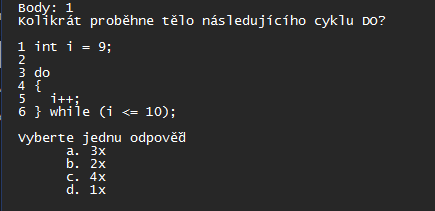 Body: 1
Kolikrát proběhne tělo následujícího cyklu DO?
1 int i = 9;
2
3 do
4 {
5   i++;
6 } while (i <= 10);
Vyberte jednu odpověď
a. 3x
b. 2x
c. 4x
d. 1x